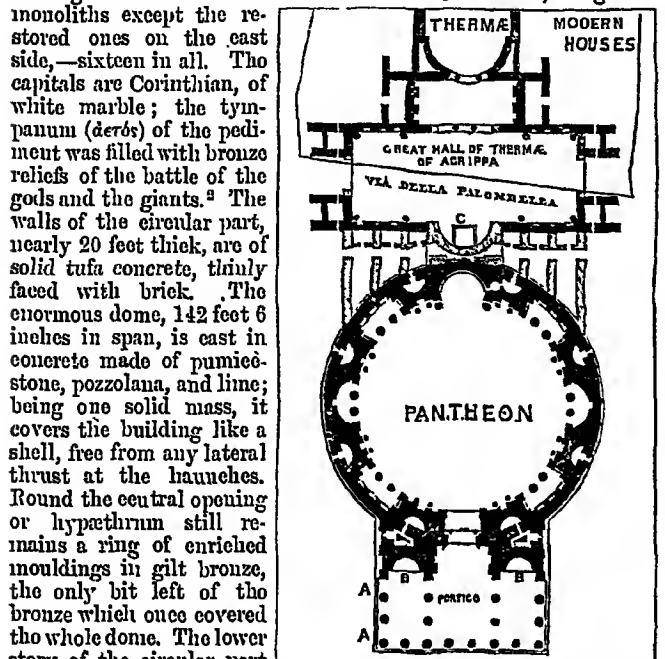 monoliths except the re-
stored ones on the east
side,—sixteen in all. The
capitals are Corinthian, of
white marble; the tym-
panum (ἀετός) of the pedi-
ment was filled with bronze
reliefs of the battle of the
gods and the giants.² The
walls of the circular part,
nearly 20 feet thick, are of
solid tufa concrete, thinly
faced with brick. The
enormous dome, 142 feet 6
inches in span, is cast in
concrete made of pumice-
stone, pozzolana, and lime;
being one solid mass, it
covers the building like a
shell, free from any lateral
thrust at the haunches.
Round the central opening
or hypæthrum still re-
mains a ring of enriched
mouldings in gilt bronze,
the only bit left of the
bronze which once covered
the whole dome. The lower
of the circular part
THERMÆ
MODERN
HOUSES
GREAT HALL OF THERMÆ
OF AGRIPPA
VIA DELLA PALOMBELLA
C
PANTHEON
B B
A
PORTICO
A